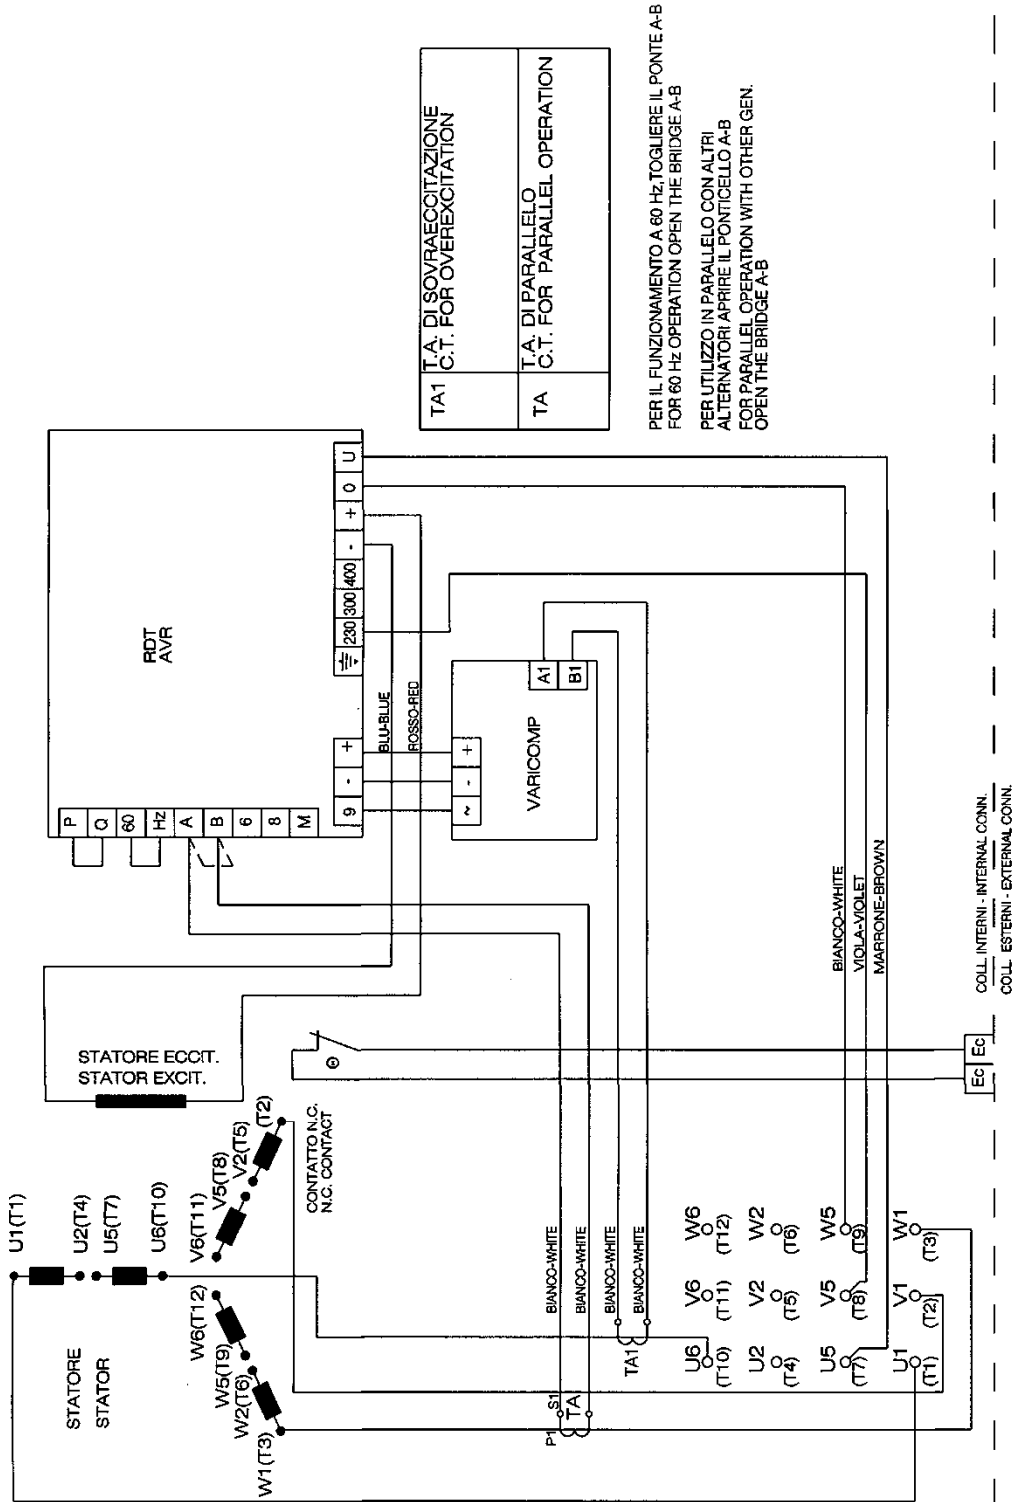 U1(T1)
U2(T4)
U5(T7)
U6(T10)
V6(T11)
V5(T8)
V2(T5)
(T2)
W6(T12)
W5(T9)
W2(T6)
W1(T3)
STATORE
STATOR
STATORE ECCIT.
STATOR EXCIT.
CONTATTO N.C.
N.C. CONTACT
Θ
P
Q
60
Hz
A
B
6
8
M
RDT
AVR
9
-
+
230
300
400
-
+
0
U
BLU-BLUE
ROSSO-RED
~
-
+
VARICOMP
A1
B1
TA1
T.A. DI SOVRAECCITAZIONE
C.T. FOR OVEREXCITATION
TA
T.A. DI PARALLELO
C.T. FOR PARALLEL OPERATION
PER IL FUNZIONAMENTO A 60 Hz,TOGLIERE IL PONTE A-B
FOR 60 Hz OPERATION OPEN THE BRIDGE A-B
PER UTILIZZO IN PARALLELO CON ALTRI
ALTERNATORI APRIRE IL PONTICELLO A-B
FOR PARALLEL OPERATION WITH OTHER GEN.
OPEN THE BRIDGE A-B
BIANCO-WHITE
BIANCO-WHITE
BIANCO-WHITE
BIANCO-WHITE
P1
S1
TA
TA1
U6
(T10)
V6
(T11)
W6
(T12)
U2
(T4)
V2
(T5)
W2
(T6)
U5
(T7)
V5
(T8)
W5
(T9)
U1
(T1)
V1
(T2)
W1
(T3)
BIANCO-WHITE
VIOLA-VIOLET
MARRONE-BROWN
Ec
Ec
COLL. INTERNI - INTERNAL CONN.
COLL. ESTERNI - EXTERNAL CONN.